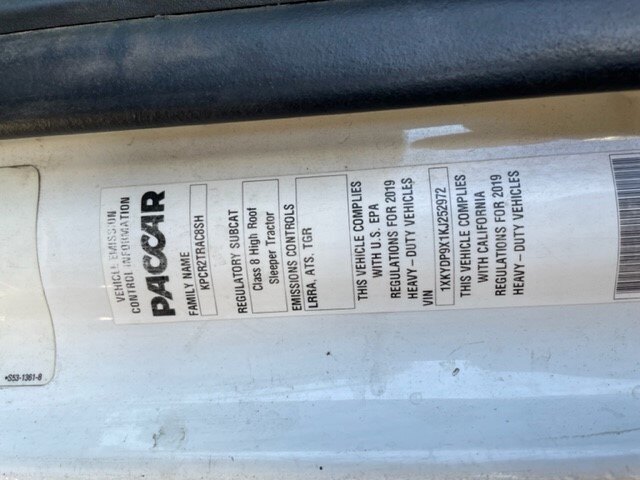 VEHICLE EMISSION
CONTROL INFORMATION
PACCAR
FAMILY NAME
KPCR2TRAC8SH
REGULATORY SUBCAT
Class 8 High Roof
Sleeper Tractor
EMISSIONS CONTROLS
LRRA, ATS, TGR
THIS VEHICLE COMPLIES
WITH U.S. EPA
REGULATIONS FOR 2019
HEAVY-DUTY VEHICLES
VIN
1XKYDP9X1KJ252972
THIS VEHICLE COMPLIES
WITH CALIFORNIA
REGULATIONS FOR 2019
HEAVY-DUTY VEHICLES
*S53-1361-8